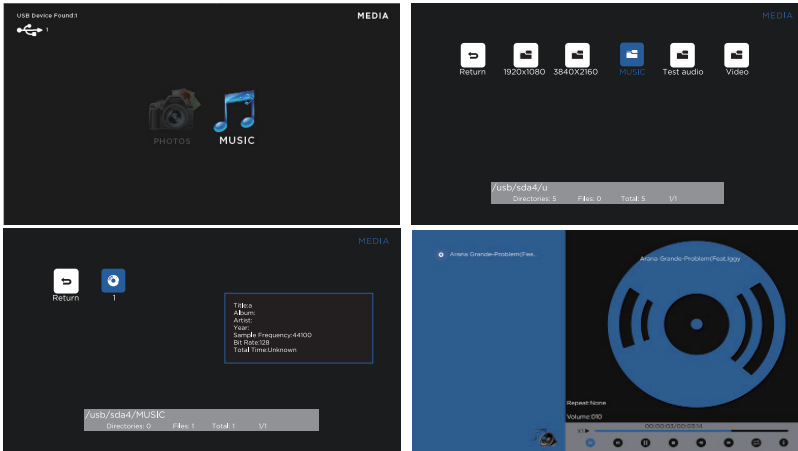 USB Device Found:1
MEDIA
1
PHOTOS
MUSIC
MEDIA
Return
1920x1080
3840X2160
MUSIC
Test audio
Video
/usb/sda4/u
Directories: 5 Files: 0 Total: 5 1/1
MEDIA
Return
1
Title:a
Album:
Artist:
Year:
Sample Frequency:44100
Bit Rate:128
Total Time:Unknown
/usb/sda4/MUSIC
Directories: 0 Files: 1 Total: 1 1/1
Ariana Grande-Problem(Fea..
Ariana Grande-Problem(Feat.Iggy
Repeat:None
Volume:010
00:00:03/00:03:14